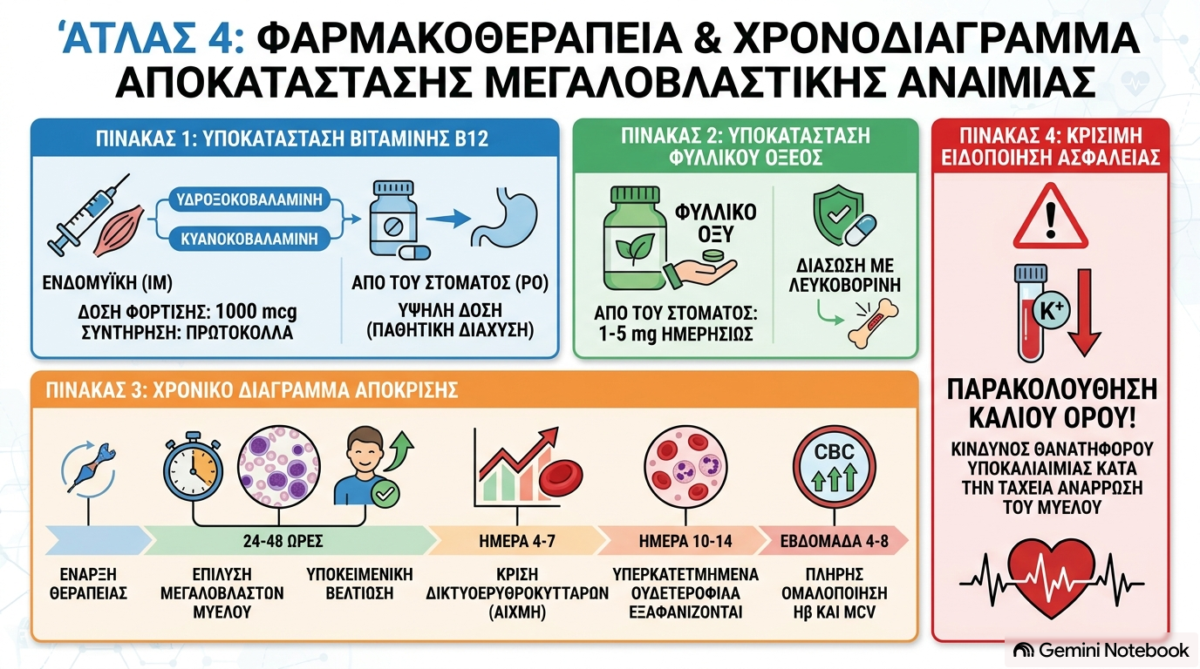 ‘ΑΤΛΑΣ 4: ΦΑΡΜΑΚΟΘΕΡΑΠΕΙΑ & ΧΡΟΝΟΔΙΑΓΡΑΜΜΑ
ΑΠΟΚΑΤΑΣΤΑΣΗΣ ΜΕΓΑΛΟΒΛΑΣΤΙΚΗΣ ΑΝΑΙΜΙΑΣ
ΠΙΝΑΚΑΣ 1: ΥΠΟΚΑΤΑΣΤΑΣΗ ΒΙΤΑΜΙΝΗΣ Β12
ΥΔΡΟΞΟΚΟΒΑΛΑΜΙΝΗ
ΚΥΑΝΟΚΟΒΑΛΑΜΙΝΗ
ΕΝΔΟΜΥΪΚΗ (IM)
ΔΟΣΗ ΦΟΡΤΙΣΗΣ: 1000 mcg
ΣΥΝΤΗΡΗΣΗ: ΠΡΩΤΟΚΟΛΛΑ
ΑΠΟ ΤΟΥ ΣΤΟΜΑΤΟΣ (PO)
ΥΨΗΛΗ ΔΟΣΗ
(ΠΑΘΗΤΙΚΗ ΔΙΑΧΥΣΗ)
ΠΙΝΑΚΑΣ 2: ΥΠΟΚΑΤΑΣΤΑΣΗ
ΦΥΛΛΙΚΟΥ ΟΞΕΟΣ
ΦΥΛΛΙΚΟ
ΟΞΥ
ΑΠΟ ΤΟΥ ΣΤΟΜΑΤΟΣ:
1-5 mg ΗΜΕΡΗΣΙΩΣ
ΔΙΑΣΩΣΗ ΜΕ
ΛΕΥΚΟΒΟΡΙΝΗ
ΠΙΝΑΚΑΣ 4: ΚΡΙΣΙΜΗ
ΕΙΔΟΠΟΙΗΣΗ ΑΣΦΑΛΕΙΑΣ
K+
ΠΑΡΑΚΟΛΟΥΘΗΣΗ
ΚΑΛΙΟΥ ΟΡΟΥ!
ΚΙΝΔΥΝΟΣ ΘΑΝΑΤΗΦΟΡΟΥ
ΥΠΟΚΑΛΙΑΙΜΙΑΣ ΚΑΤΑ
ΤΗΝ ΤΑΧΕΙΑ ΑΝΑΡΡΩΣΗ
ΤΟΥ ΜΥΕΛΟΥ
ΠΙΝΑΚΑΣ 3: ΧΡΟΝΙΚΟ ΔΙΑΓΡΑΜΜΑ ΑΠΟΚΡΙΣΗΣ
ΕΝΑΡΞΗ
ΘΕΡΑΠΕΙΑΣ
24-48 ΩΡΕΣ
ΕΠΙΛΥΣΗ
ΜΕΓΑΛΟΒΛΑΣΤΩΝ
ΜΥΕΛΟΥ
ΥΠΟΚΕΙΜΕΝΙΚΗ
ΒΕΛΤΙΩΣΗ
ΗΜΕΡΑ 4-7
ΚΡΙΣΗ
ΔΙΚΤΥΟΕΡΥΘΡΟΚΥΤΤΑΡΩΝ
(ΑΙΧΜΗ)
ΗΜΕΡΑ 10-14
ΥΠΕΡΚΑΤΕΤΜΗΜΕΝΑ
ΟΥΔΕΤΕΡΟΦΙΛΑ
ΕΞΑΦΑΝΙΖΟΝΤΑΙ
CBC
ΕΒΔΟΜΑΔΑ 4-8
ΠΛΗΡΗΣ
ΟΜΑΛΟΠΟΙΗΣΗ
Ηβ ΚΑΙ MCV
Gemini Notebook